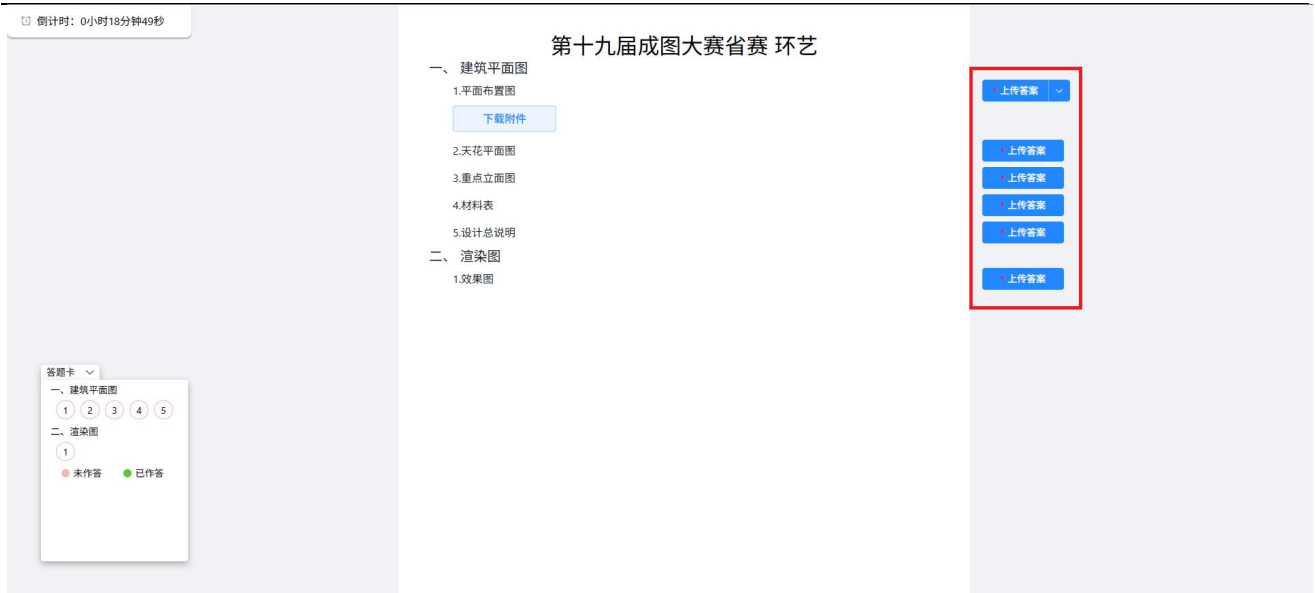 倒计时：0小时18分钟49秒
第十九届成图大赛省赛 环艺
一、 建筑平面图
1.平面布置图
* 上传答案
下载附件
2.天花平面图
* 上传答案
3.重点立面图
* 上传答案
4.材料表
* 上传答案
5.设计总说明
* 上传答案
二、 渲染图
1.效果图
* 上传答案
答题卡
一、建筑平面图
1 2 3 4 5
二、渲染图
1
未作答 已作答